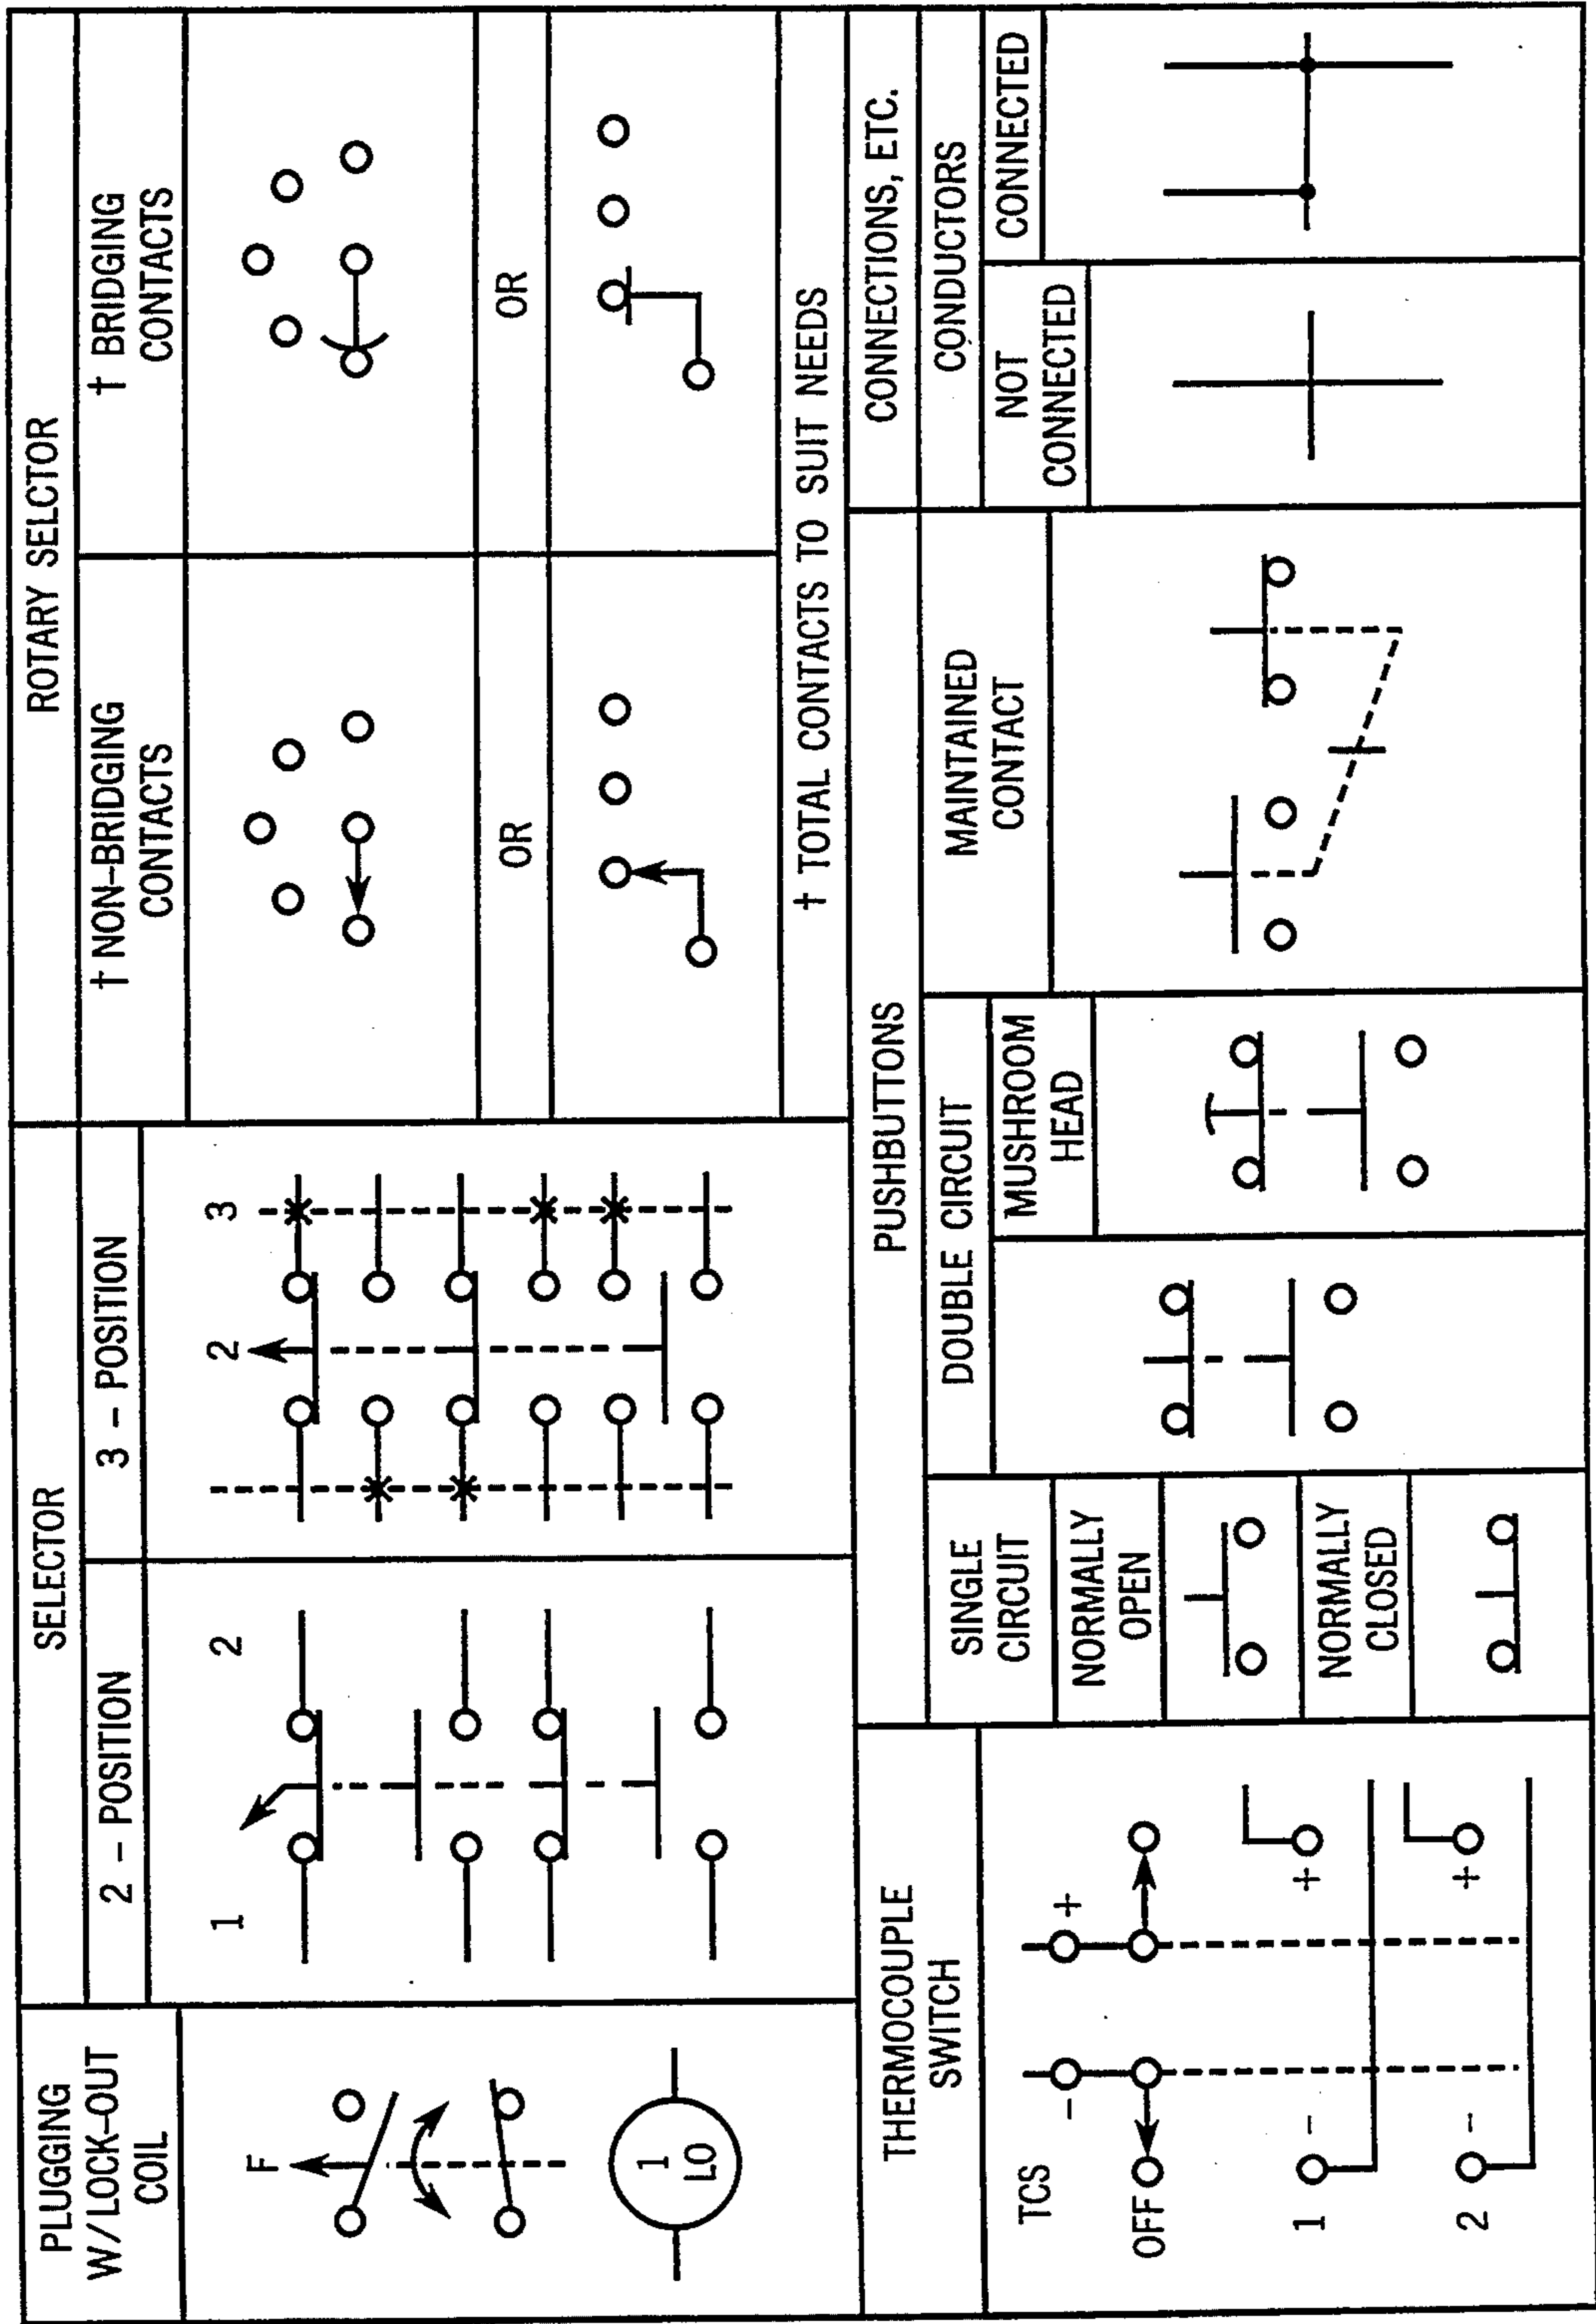 PLUGGING
W/LOCK-OUT
COIL
F
1
LO
SELECTOR
2 - POSITION
1
2
3 - POSITION
2
3
ROTARY SELCTOR
† NON-BRIDGING
CONTACTS
† BRIDGING
CONTACTS
OR
OR
† TOTAL CONTACTS TO SUIT NEEDS
THERMOCOUPLE
SWITCH
TCS
- +
OFF
1 - +
2 - +
PUSHBUTTONS
SINGLE
CIRCUIT
NORMALLY
OPEN
NORMALLY
CLOSED
DOUBLE CIRCUIT
MUSHROOM
HEAD
MAINTAINED
CONTACT
CONNECTIONS, ETC.
CONDUCTORS
NOT
CONNECTED
CONNECTED